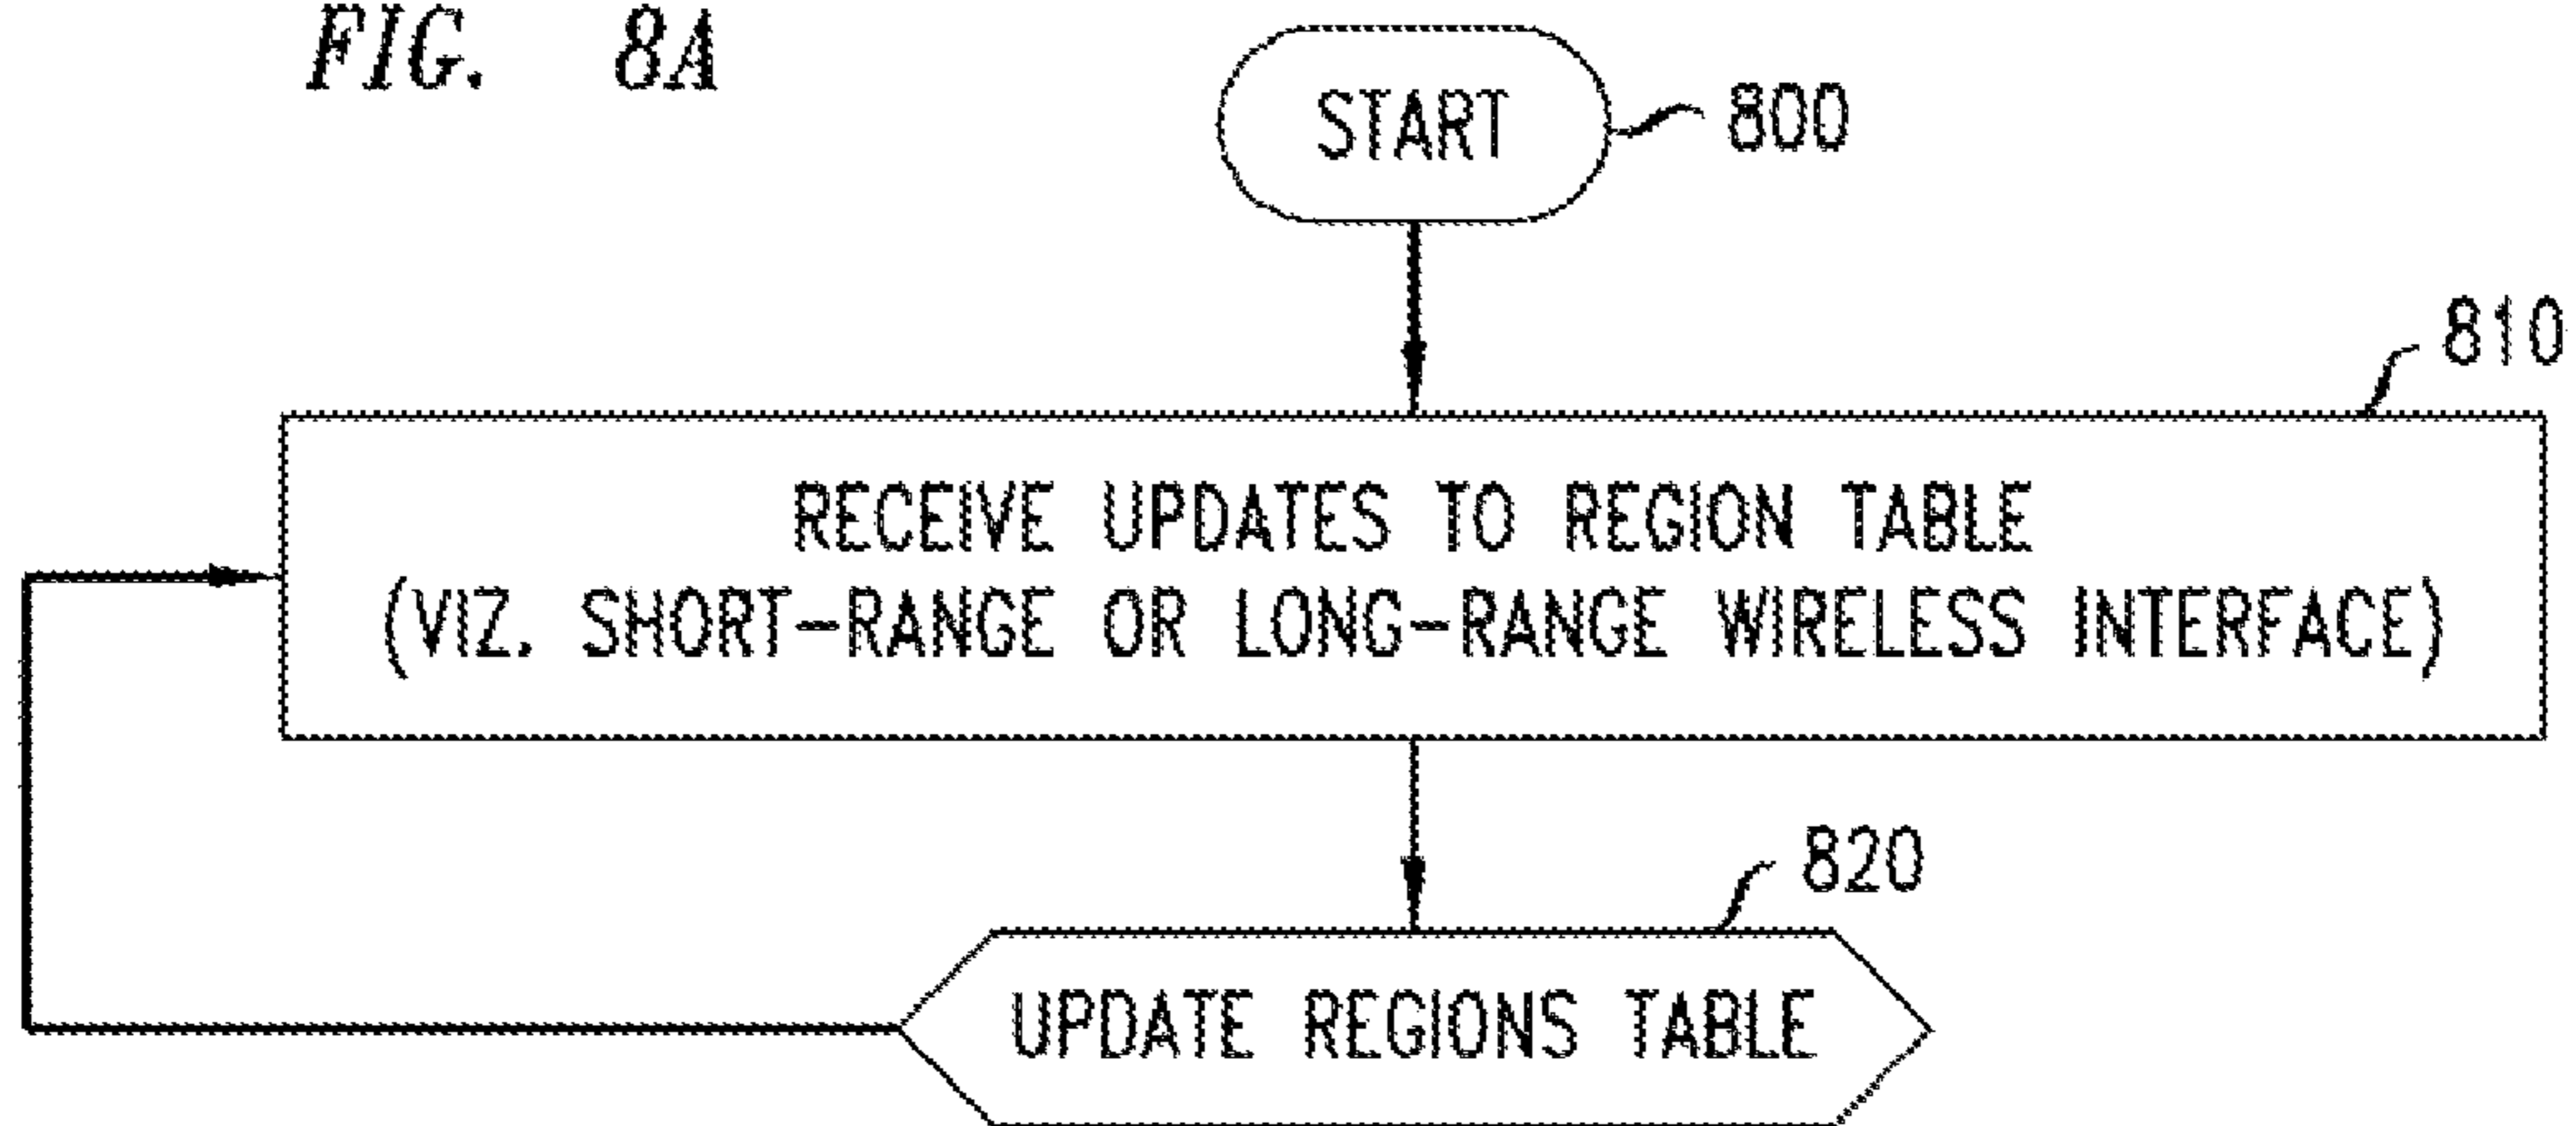 FIG. 8A
START
800
810
RECEIVE UPDATES TO REGION TABLE
(VIZ. SHORT-RANGE OR LONG-RANGE WIRELESS INTERFACE)
820
UPDATE REGIONS TABLE